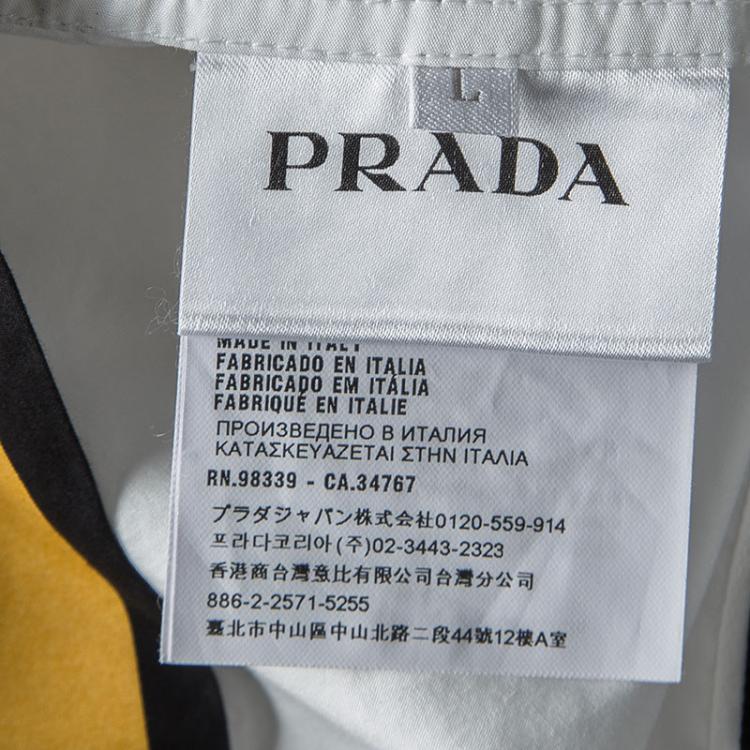 L
PRADA
MADE IN ITALY
FABRICADO EN ITALIA
FABRICADO EM ITÁLIA
FABRIQUÉ EN ITALIE
ПРОИЗВЕДЕНО В ИТАЛИЯ
ΚΑΤΑΣΚΕΥΑΖΕΤΑΙ ΣΤΗΝ ΙΤΑΛΙΑ
RN.98339 - CA.34767
プラダジャパン株式会社0120-559-914
프라다코리아(주)02-3443-2323
香港商台灣意比有限公司台灣分公司
886-2-2571-5255
臺北市中山區中山北路二段44號12樓A室